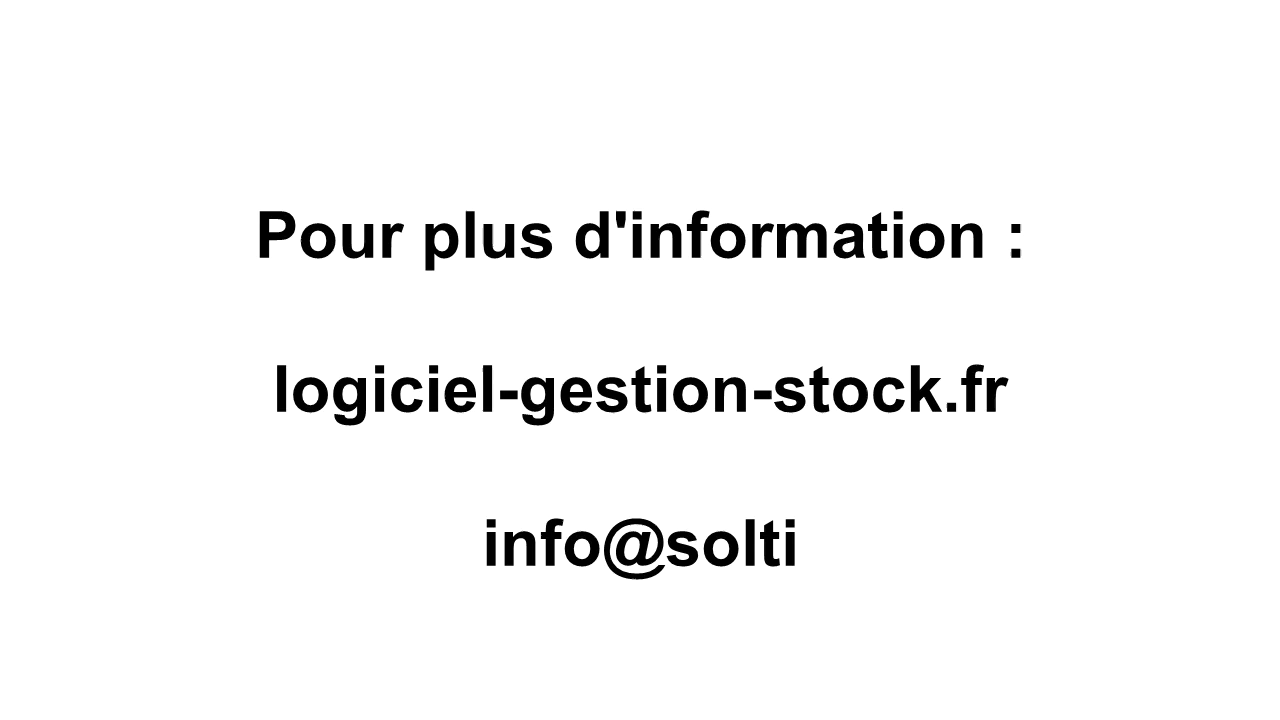 Pour plus d'information :
logiciel-gestion-stock.fr
info@solti